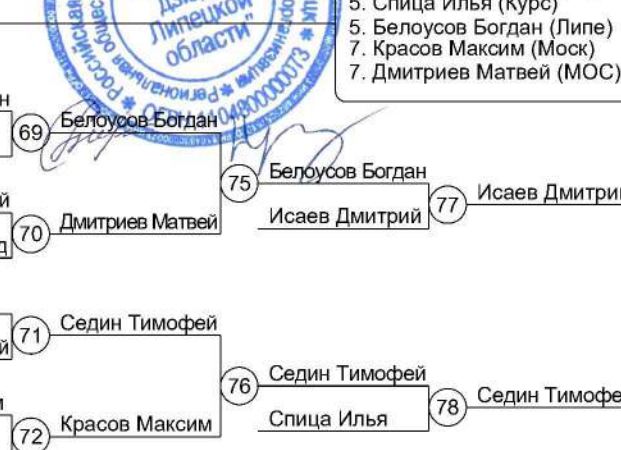 5. Спица Илья (Курс)
5. Белоусов Богдан (Липе)
7. Красов Максим (Моск)
7. Дмитриев Матвей (МОС)
Липецкой
области"
69
Белоусов Богдан
70
Дмитриев Матвей
75
Белоусов Богдан
Исаев Дмитрий
77
Исаев Дмитри
71
Седин Тимофей
72
Красов Максим
76
Седин Тимофей
Спица Илья
78
Седин Тимофе